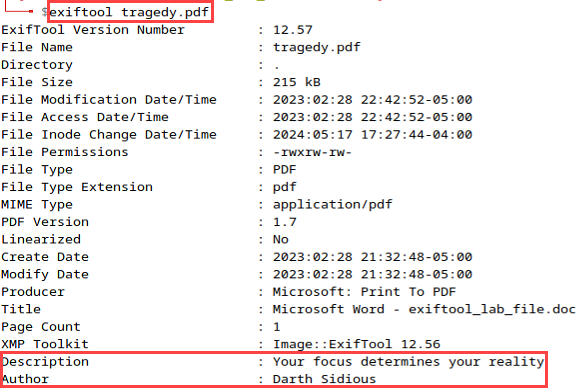 $exiftool tragedy.pdf
ExifTool Version Number : 12.57
File Name : tragedy.pdf
Directory : .
File Size : 215 kB
File Modification Date/Time : 2023:02:28 22:42:52-05:00
File Access Date/Time : 2023:02:28 22:42:52-05:00
File Inode Change Date/Time : 2024:05:17 17:27:44-04:00
File Permissions : -rwxrw-rw-
File Type : PDF
File Type Extension : pdf
MIME Type : application/pdf
PDF Version : 1.7
Linearized : No
Create Date : 2023:02:28 21:32:48-05:00
Modify Date : 2023:02:28 21:32:48-05:00
Producer : Microsoft: Print To PDF
Title : Microsoft Word - exiftool_lab_file.doc
Page Count : 1
XMP Toolkit : Image::ExifTool 12.56
Description : Your focus determines your reality
Author : Darth Sidious